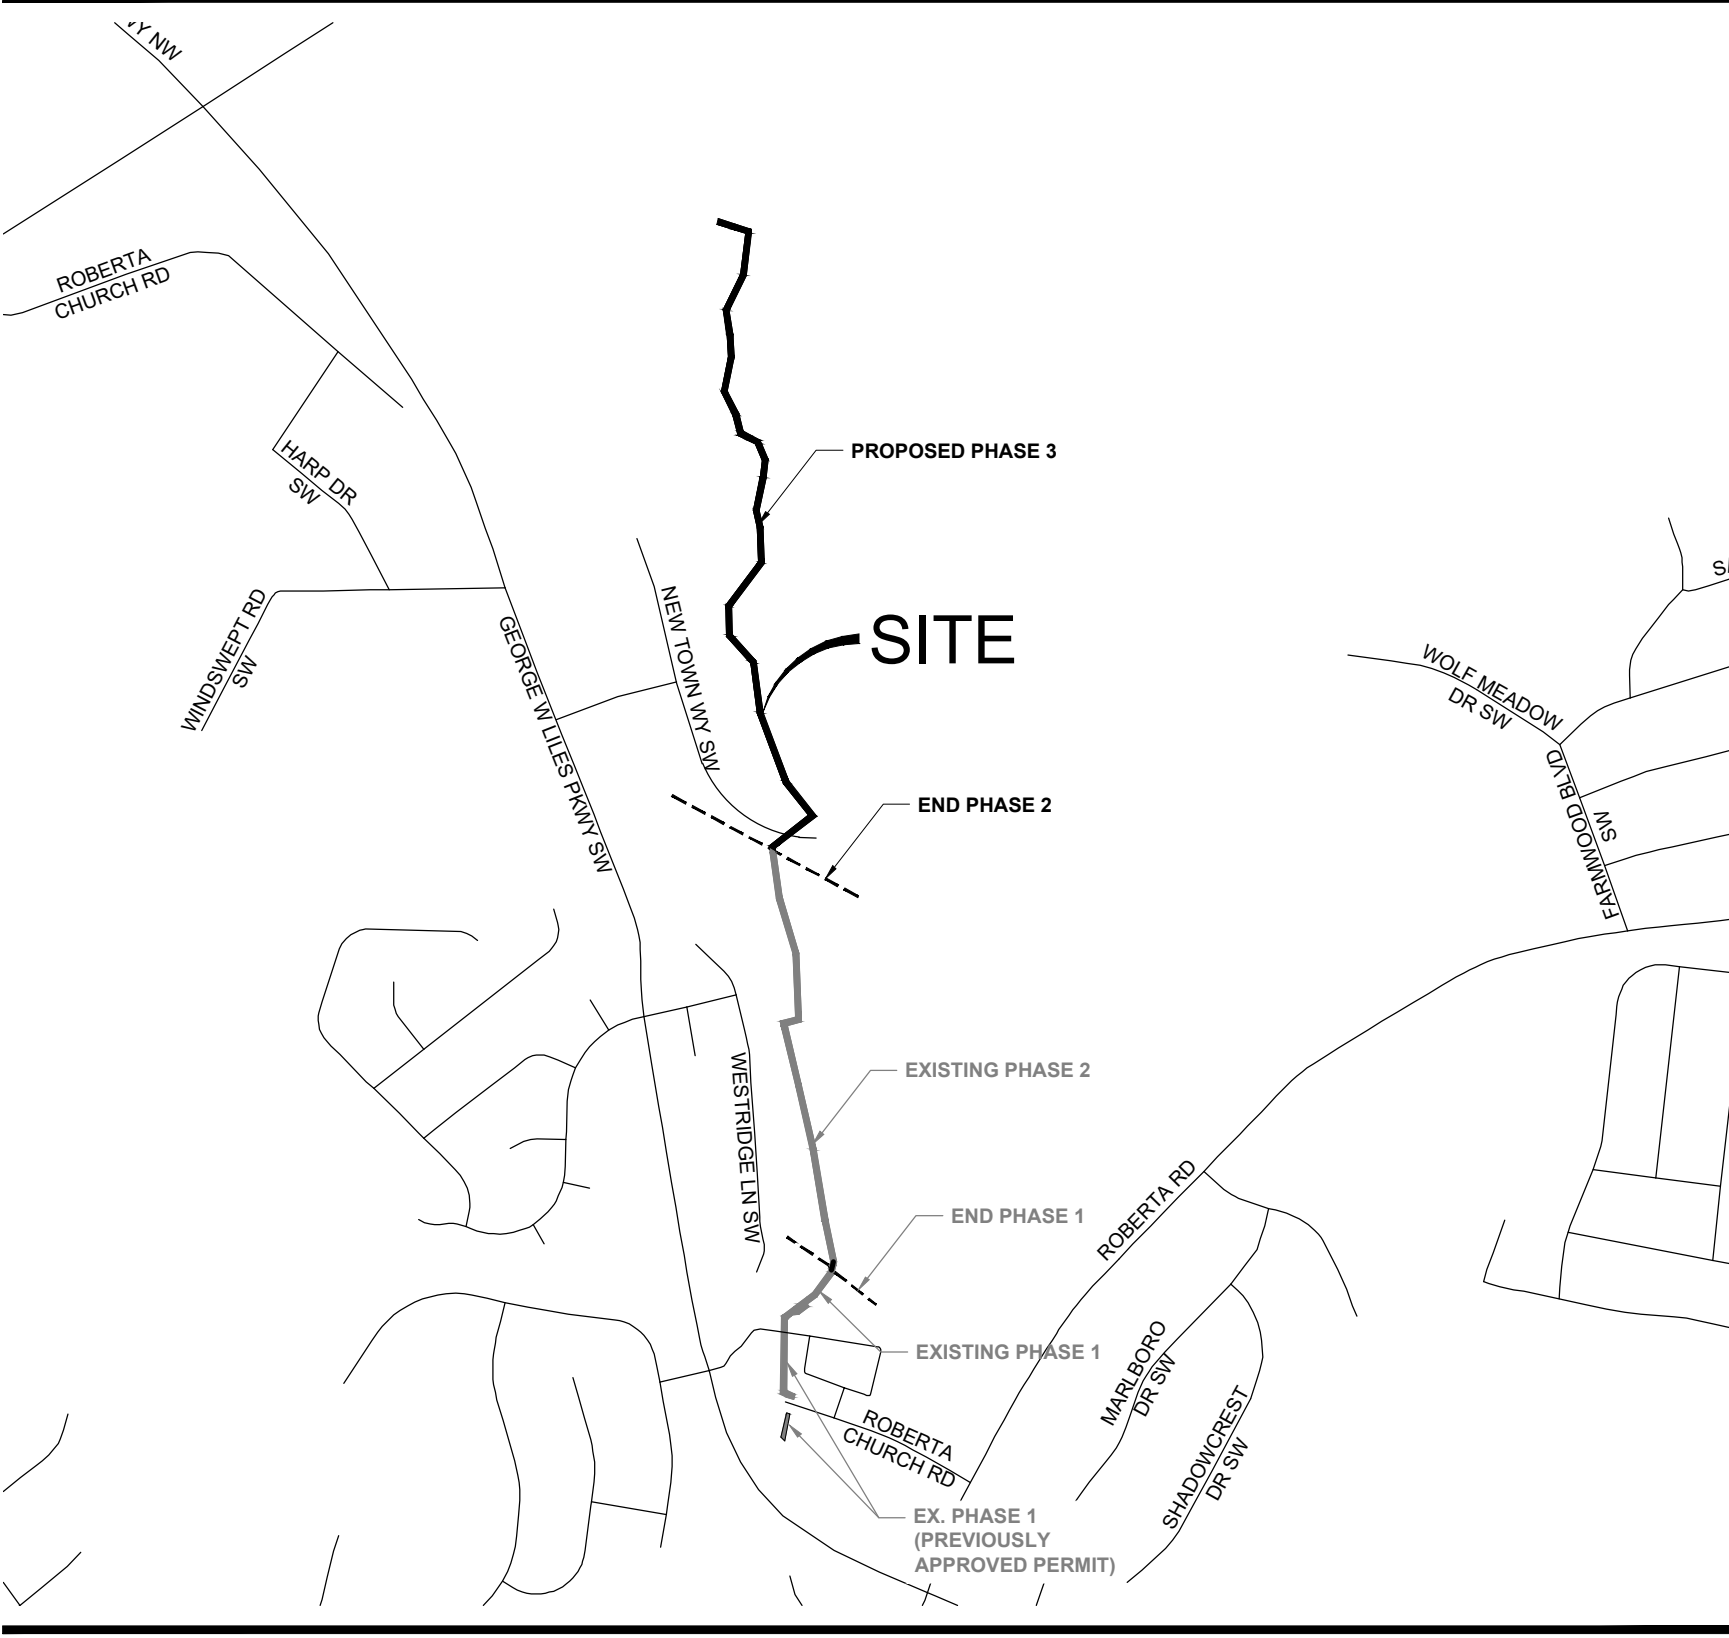 VY NW
ROBERTA
CHURCH RD
HARP DR
SW
WINDSWEPT RD
SW
GEORGE W LILES PKWY SW
NEW TOWN WY SW
PROPOSED PHASE 3
SITE
END PHASE 2
WOLF MEADOW
DR SW
FARMWOOD BLVD
SW
EXISTING PHASE 2
WESTRIDGE LN SW
END PHASE 1
ROBERTA RD
EXISTING PHASE 1
MARLBORO
DR SW
SHADOWCREST
DR SW
ROBERTA
CHURCH RD
EX. PHASE 1
(PREVIOUSLY
APPROVED PERMIT)